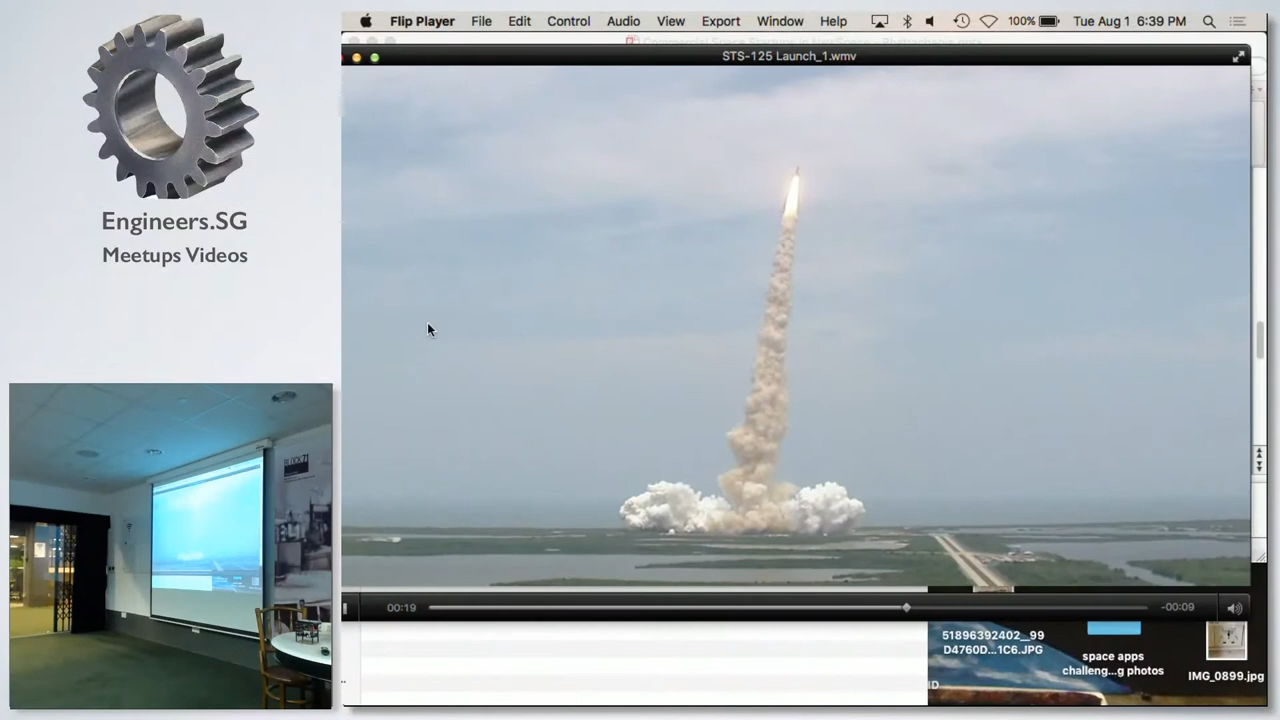 Engineers.SG
Meetups Videos
Flip Player File Edit Control Audio View Export Window Help 100% Tue Aug 1 6:39 PM
STS-125 Launch_1.wmv
00:19
-00:09
51896392402__99
D4760D...1C6.JPG
space apps
challeng...g photos
IMG_0899.jpg